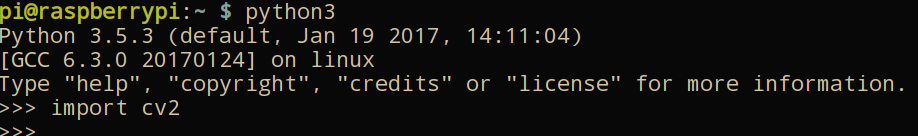 pi@raspberrypi:~ $ python3
Python 3.5.3 (default, Jan 19 2017, 14:11:04)
[GCC 6.3.0 20170124] on linux
Type "help", "copyright", "credits" or "license" for more information.
>>> import cv2
>>>